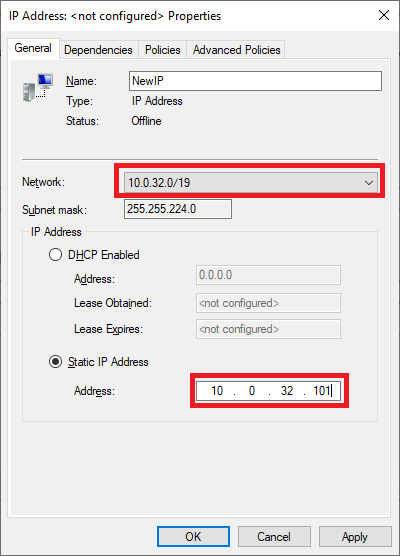 IP Address: <not configured> Properties
General Dependencies Policies Advanced Policies
Name: NewIP
Type: IP Address
Status: Offline
Network: 10.0.32.0/19
Subnet mask: 255.255.224.0
IP Address
DHCP Enabled
Address: 0.0.0.0
Lease Obtained: <not configured>
Lease Expires: <not configured>
Static IP Address
Address: 10 . 0 . 32 . 101
OK Cancel Apply